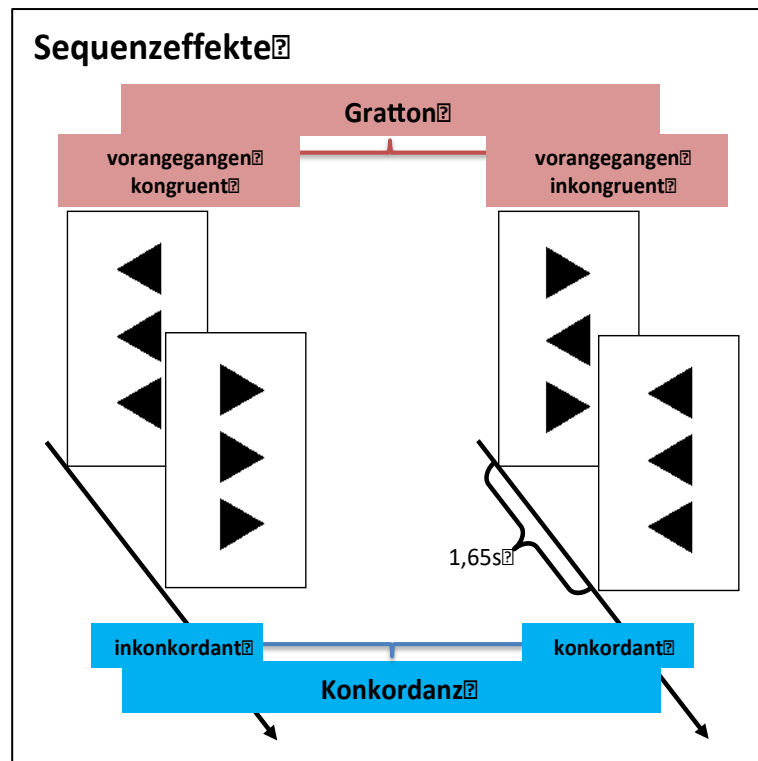 Sequenzeffekte⍰
Gratton⍰
vorangegangen⍰
kongruent⍰
vorangegangen⍰
inkongruent⍰
1,65s⍰
inkonkordant⍰
konkordant⍰
Konkordanz⍰